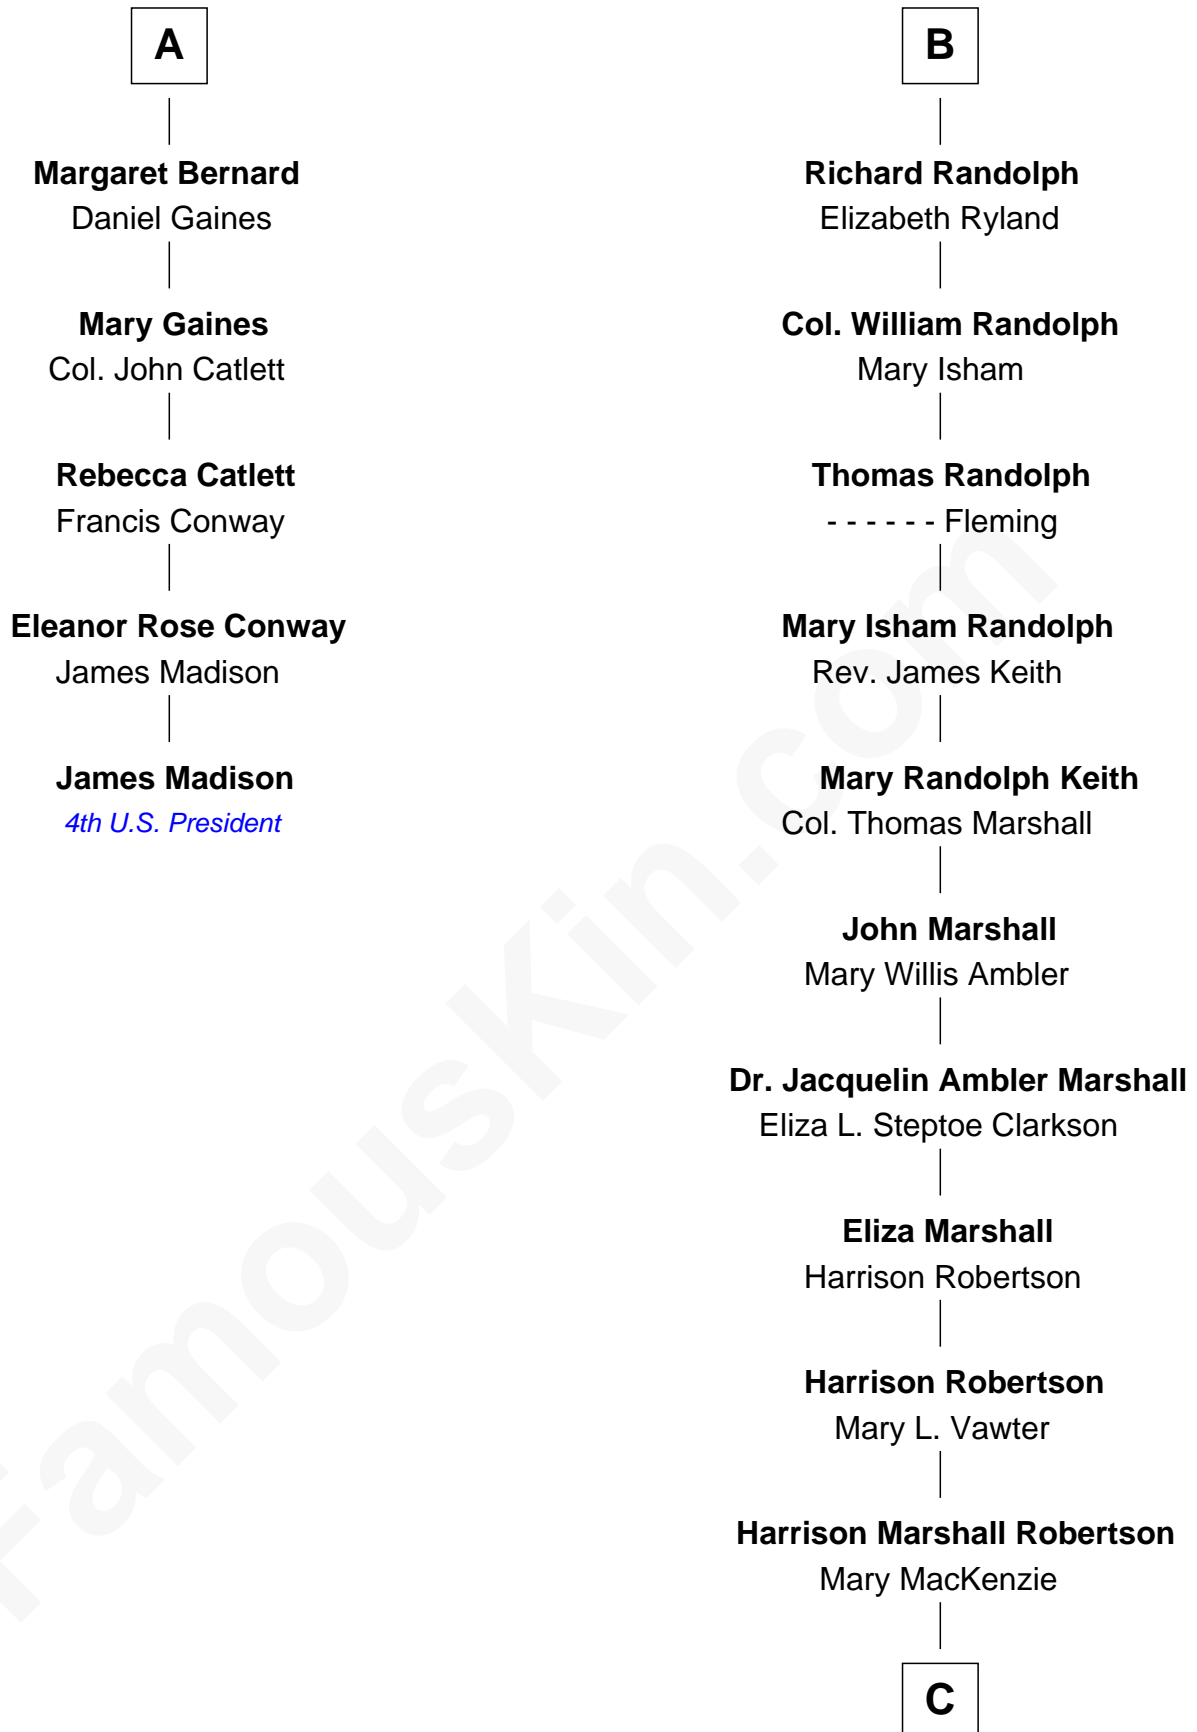 A
Margaret Bernard
Daniel Gaines
Mary Gaines
Col. John Catlett
Rebecca Catlett
Francis Conway
Eleanor Rose Conway
James Madison
James Madison
4th U.S. President
B
Richard Randolph
Elizabeth Ryland
Col. William Randolph
Mary Isham
Thomas Randolph
- - - - - - Fleming
Mary Isham Randolph
Rev. James Keith
Mary Randolph Keith
Col. Thomas Marshall
John Marshall
Mary Willis Ambler
Dr. Jacquelin Ambler Marshall
Eliza L. Steptoe Clarkson
Eliza Marshall
Harrison Robertson
Harrison Robertson
Mary L. Vawter
Harrison Marshall Robertson
Mary MacKenzie
C
FamousKin.com